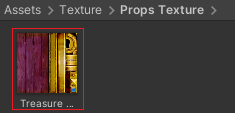 Assets > Texture > Props Texture >
Treasure ...